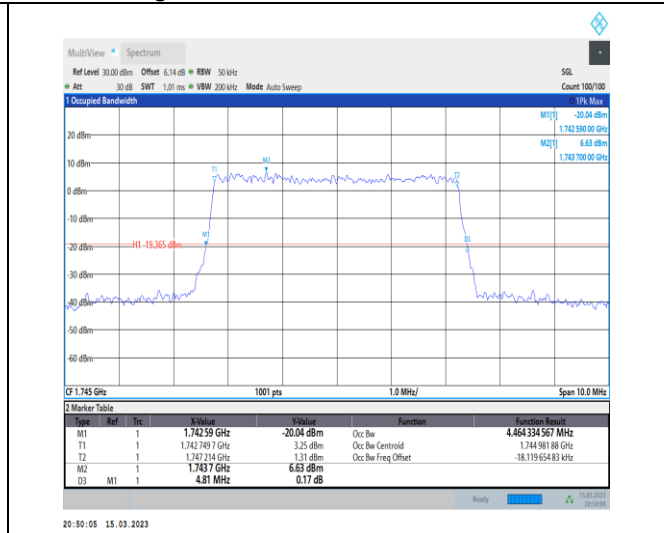 MultiView Spectrum
Ref Level 30.00 dBm Offset 6.14 dB RBW 50 kHz SGL
Att 30 dB SWT 1.01 ms VBW 200 kHz Mode Auto Sweep Count 100/100
1 Occupied Bandwidth 1Pk Max
M1[1] -20.04 dBm
1.742 590 00 GHz
M2[1] 6.63 dBm
1.743 700 00 GHz
20 dBm
10 dBm
T1 M2 T2
0 dBm
-10 dBm
M1 D3
-20 dBm H1 -19.365 dBm
-30 dBm
-40 dBm
-50 dBm
-60 dBm
CF 1.745 GHz 1001 pts 1.0 MHz/ Span 10.0 MHz
2 Marker Table
Type Ref Trc X-Value Y-Value Function Function Result
M1 1 1.742 59 GHz -20.04 dBm Occ Bw 4.464 334 567 MHz
T1 1 1.742 749 7 GHz 3.25 dBm Occ Bw Centroid 1.744 981 88 GHz
T2 1 1.747 214 GHz 1.31 dBm Occ Bw Freq Offset -18.119 654 83 kHz
M2 1 1.743 7 GHz 6.63 dBm
D3 M1 1 4.81 MHz 0.17 dB
Ready 15.03.2023
20:50:05 15.03.2023